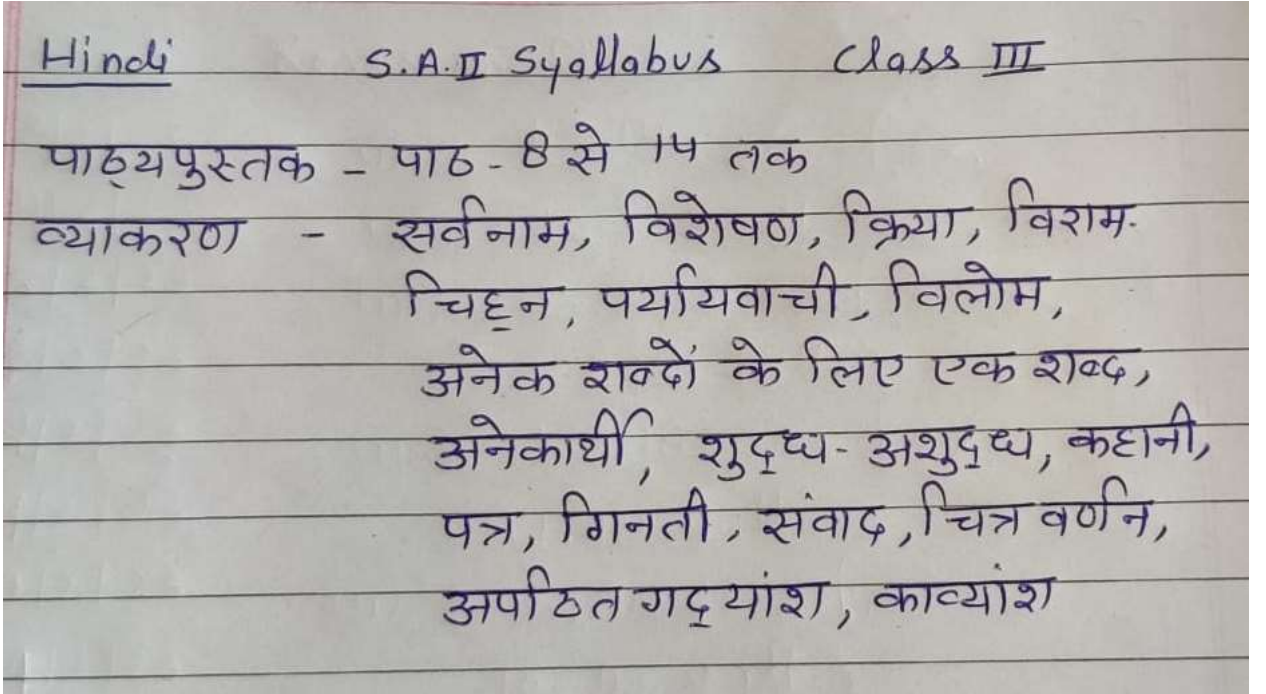 Hindi S.A.II Syallabus Class III
पाठ्यपुस्तक - पाठ - 8 से 14 तक
व्याकरण - सर्वनाम, विशेषण, क्रिया, विराम-
चिह्न, पर्यायवाची, विलोम,
अनेक शब्दों के लिए एक शब्द,
अनेकार्थी, शुद्ध - अशुद्ध, कहानी,
पत्र, गिनती, संवाद, चित्र वर्णन,
अपठित गद्यांश, काव्यांश